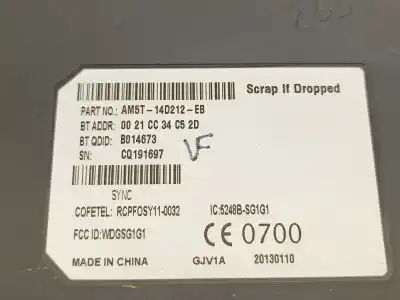 Scrap If Dropped
PART NO.: AM5T-14D212-EB
BT ADDR: 00 21 CC 34 C5 2D
BT QDID: B014673
SN: CQ191697
VF
SYNC
COFETEL: RCPFOSY11-0032 IC:5248B-SG1G1
FCC ID:WDGSG1G1 CE 0700
MADE IN CHINA GJV1A 20130110